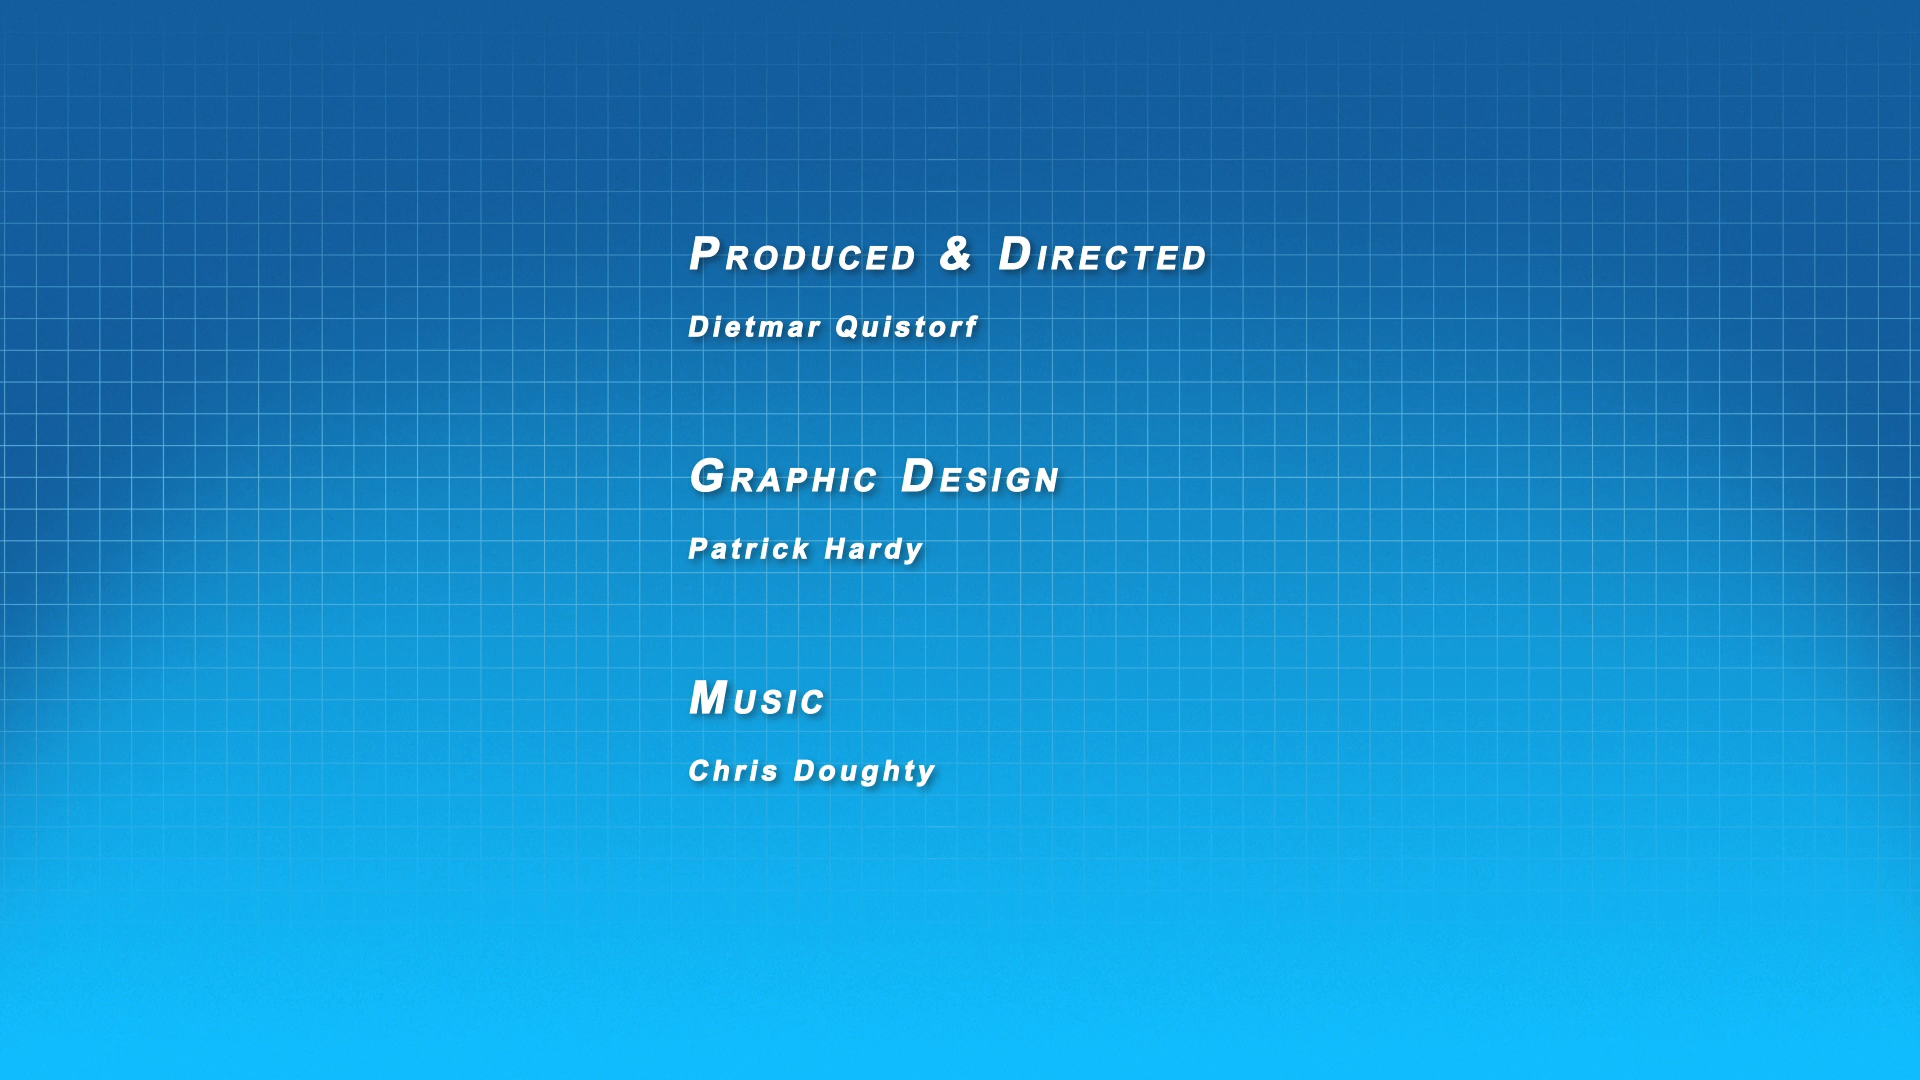 Produced & Directed
Dietmar Quistorf
Graphic Design
Patrick Hardy
Music
Chris Doughty